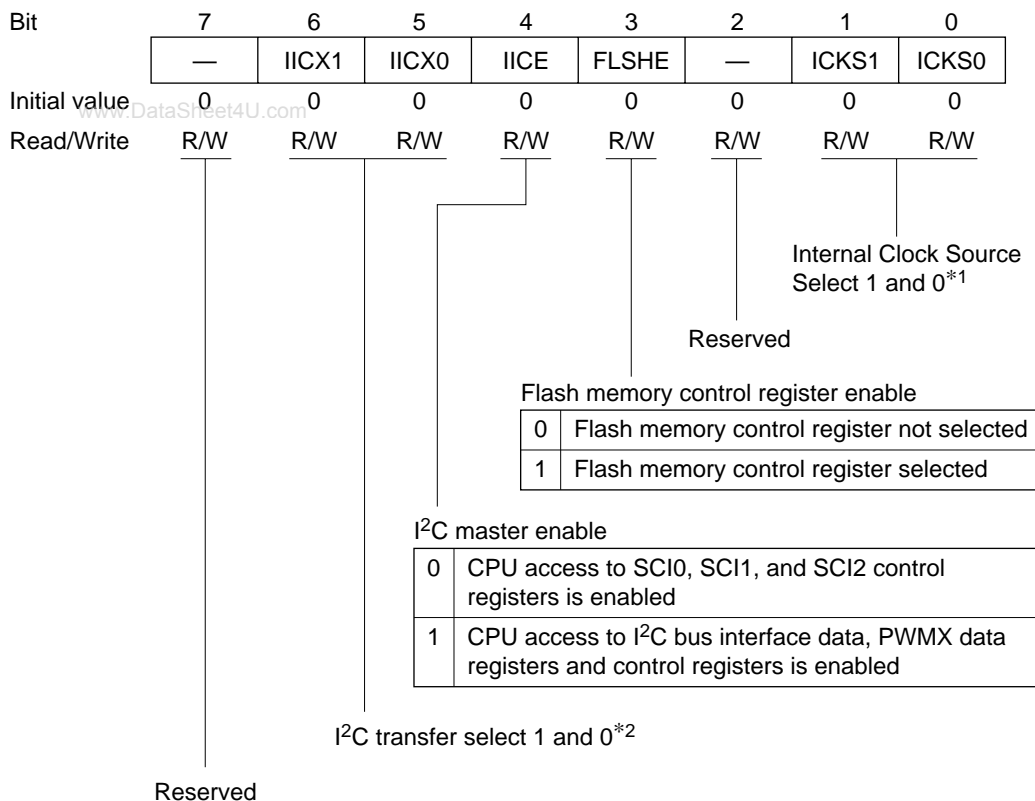 Bit 7 6 5 4 3 2 1 0
— IICX1 IICX0 IICE FLSHE — ICKS1 ICKS0
Initial value 0 0 0 0 0 0 0 0
www.DataSheet4U.com
Read/Write R/W R/W R/W R/W R/W R/W R/W R/W
Internal Clock Source
Select 1 and 0*1
Reserved
Flash memory control register enable
0 Flash memory control register not selected
1 Flash memory control register selected
I2C master enable
0 CPU access to SCI0, SCI1, and SCI2 control
registers is enabled
1 CPU access to I2C bus interface data, PWMX data
registers and control registers is enabled
I2C transfer select 1 and 0*2
Reserved